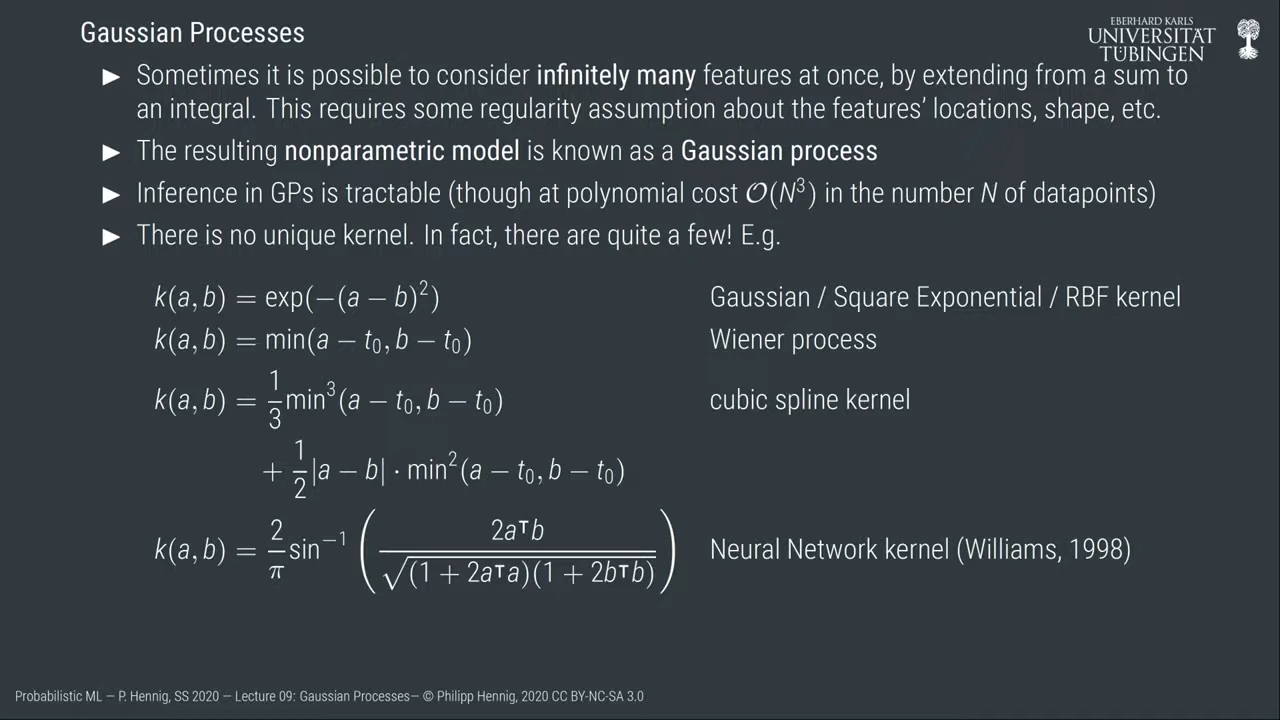 Gaussian Processes
EBERHARD KARLS
UNIVERSITÄT
TÜBINGEN
▶ Sometimes it is possible to consider infinitely many features at once, by extending from a sum to
an integral. This requires some regularity assumption about the features' locations, shape, etc.
▶ The resulting nonparametric model is known as a Gaussian process
▶ Inference in GPs is tractable (though at polynomial cost 𝒪(N³) in the number N of datapoints)
▶ There is no unique kernel. In fact, there are quite a few! E.g.
k(a, b) = exp(−(a − b)²) Gaussian / Square Exponential / RBF kernel
k(a, b) = min(a − t₀, b − t₀) Wiener process
k(a, b) = 1/3 min³(a − t₀, b − t₀) cubic spline kernel
+ 1/2 |a − b| · min²(a − t₀, b − t₀)
k(a, b) = 2/π sin⁻¹ (2a⊤b / √((1 + 2a⊤a)(1 + 2b⊤b))) Neural Network kernel (Williams, 1998)
Probabilistic ML — P. Hennig, SS 2020 — Lecture 09: Gaussian Processes— © Philipp Hennig, 2020 CC BY-NC-SA 3.0